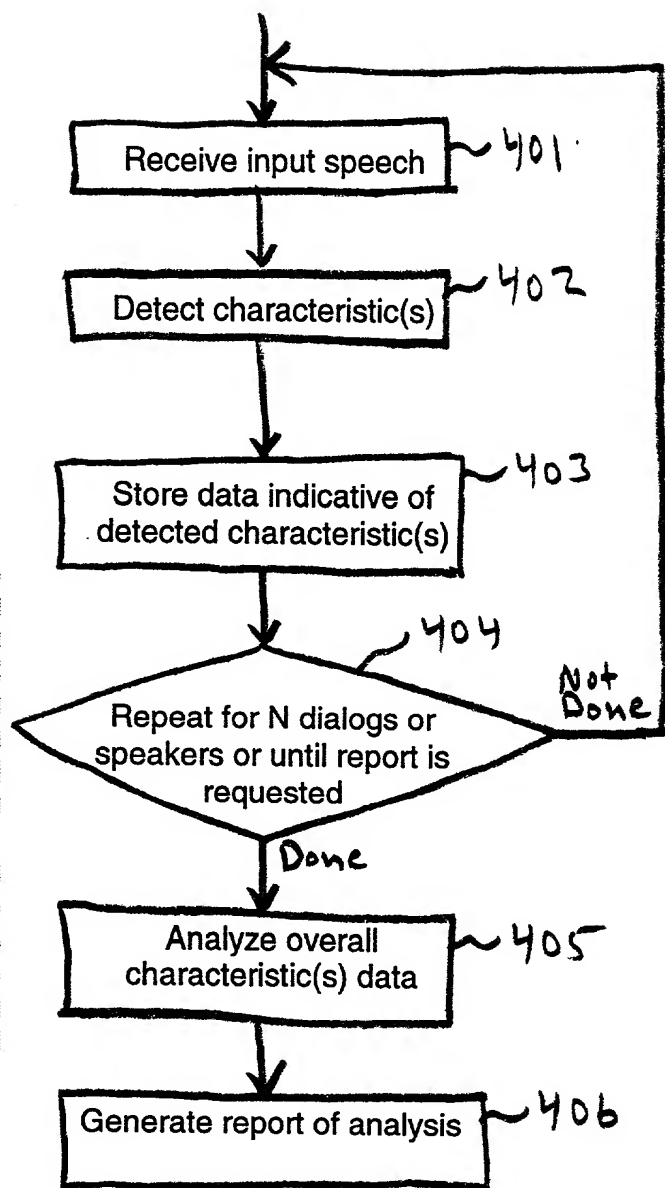 Receive input speech
401
Detect characteristic(s)
402
Store data indicative of
detected characteristic(s)
403
404
Repeat for N dialogs or
speakers or until report is
requested
Not
Done
Done
Analyze overall
characteristic(s) data
405
Generate report of analysis
406